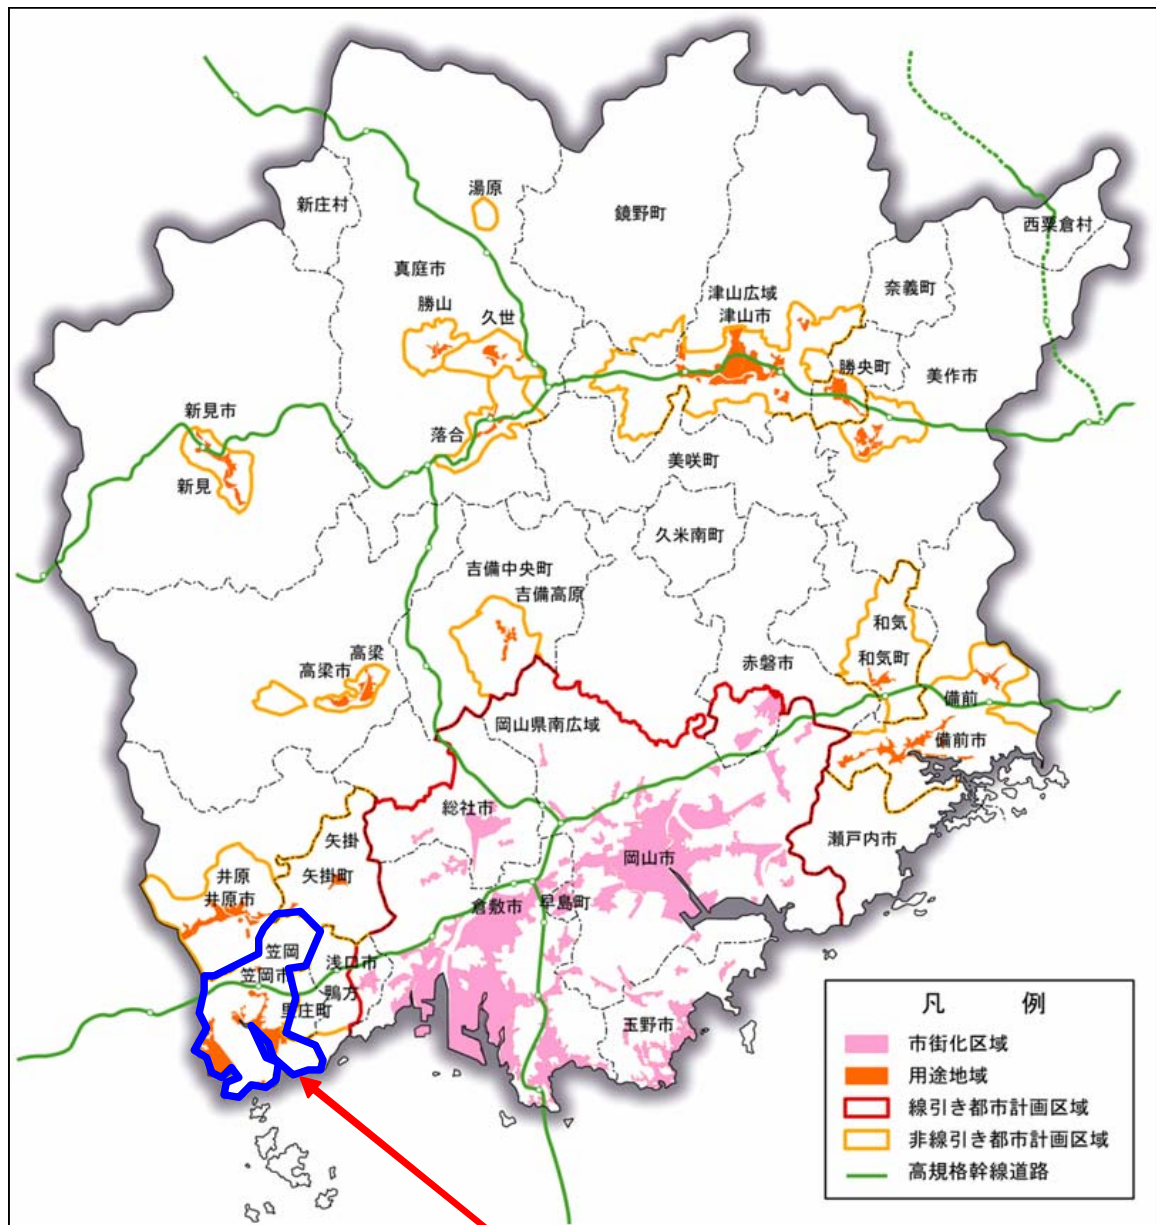 湯原
新庄村
鏡野町
西粟倉村
真庭市
奈義町
津山広域
津山市
勝山
久世
勝央町
美作市
新見市
落合
美咲町
新見
久米南町
吉備中央町
吉備高原
和気
高梁
高梁市
赤磐市
和気町
備前
岡山県南広域
備前市
総社市
矢掛
瀬戸内市
岡山市
井原
矢掛町
井原市
倉敷市
早島町
笠岡
浅口市
笠岡市
鴨方
里庄町
玉野市
凡 例
市街化区域
用途地域
線引き都市計画区域
非線引き都市計画区域
高規格幹線道路